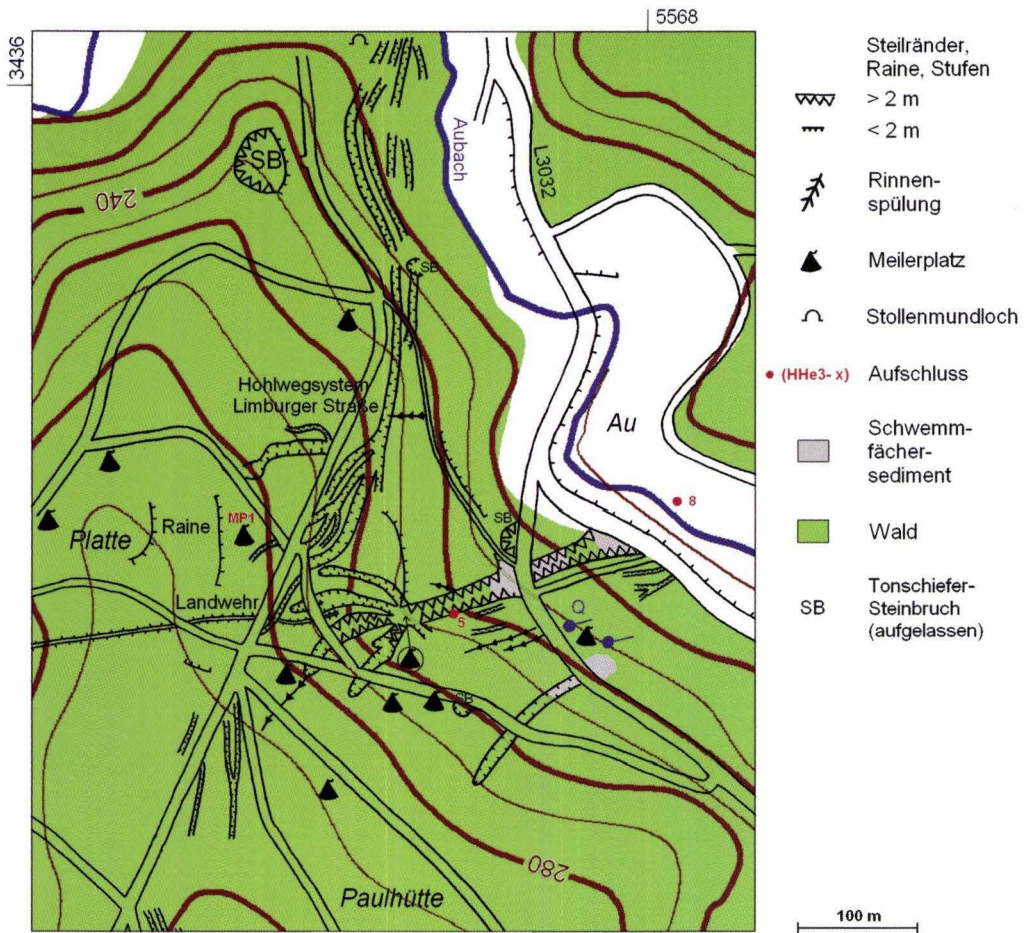 5568
3436
Steilränder,
Raine, Stufen
> 2 m
< 2 m
Rinnen-
spülung
Meilerplatz
Stollenmundloch
(HHe3- x)
Aufschluss
Schwemm-
fächer-
sediment
Wald
SB
Tonschiefer-
Steinbruch
(aufgelassen)
100 m
SB
Aubach
L3032
240
SB
Hohlwegsystem
Limburger Straße
Au
8
MP1
SB
Raine
Platte
Landwehr
5
Q
SB
280
Paulhütte